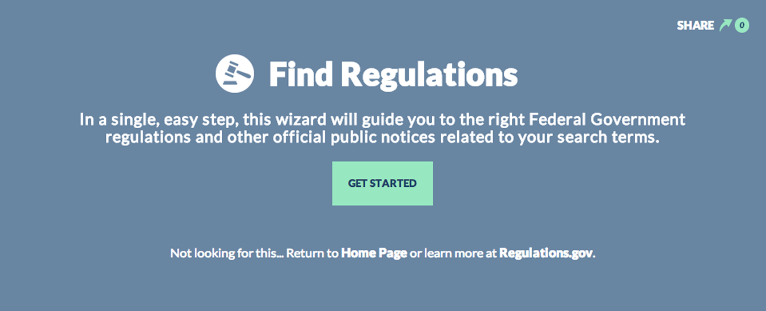 SHARE 0
Find Regulations
In a single, easy step, this wizard will guide you to the right Federal Government
regulations and other official public notices related to your search terms.
GET STARTED
Not looking for this... Return to Home Page or learn more at Regulations.gov.